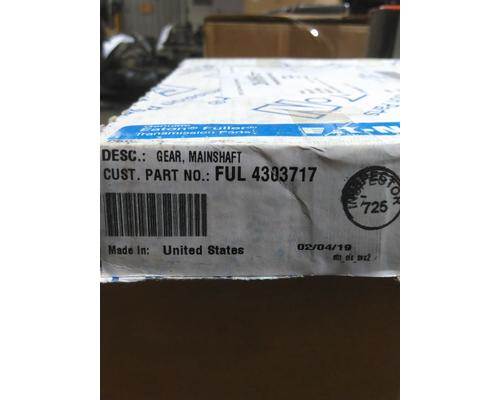 Genuine
Eaton® Fuller®
Transmission Parts
DESC.: GEAR, MAINSHAFT
CUST. PART NO.: FUL 4303717
INSPECTOR
725
Made In: United States
02/04/19